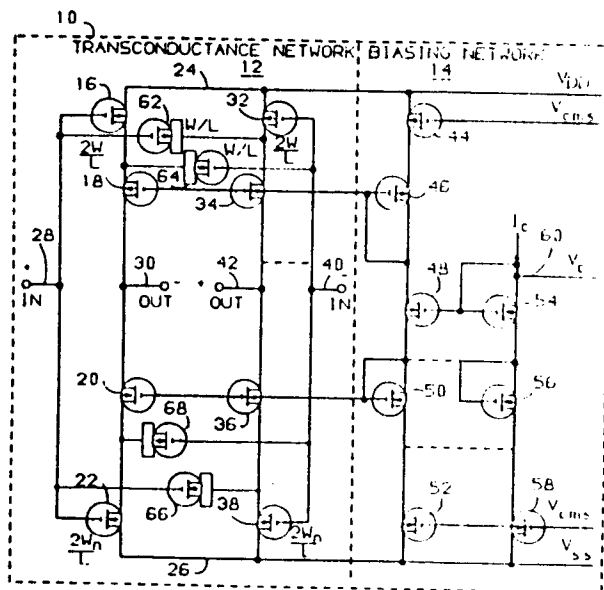 10
TRANSCONDUCTANCE NETWORK
BIASING NETWORK
12
14
24
V_DD
16
62
32
V_cms
W/L
44
2W/L
W/L
2W/L
18
64
34
46
I_c
28
60
+
30
-
+
42
-
40
48
V_c
IN
OUT
OUT
IN
54
20
36
50
56
68
22
66
38
52
58
V_cms
2W_n/L
2W_n/L
V_ss
26